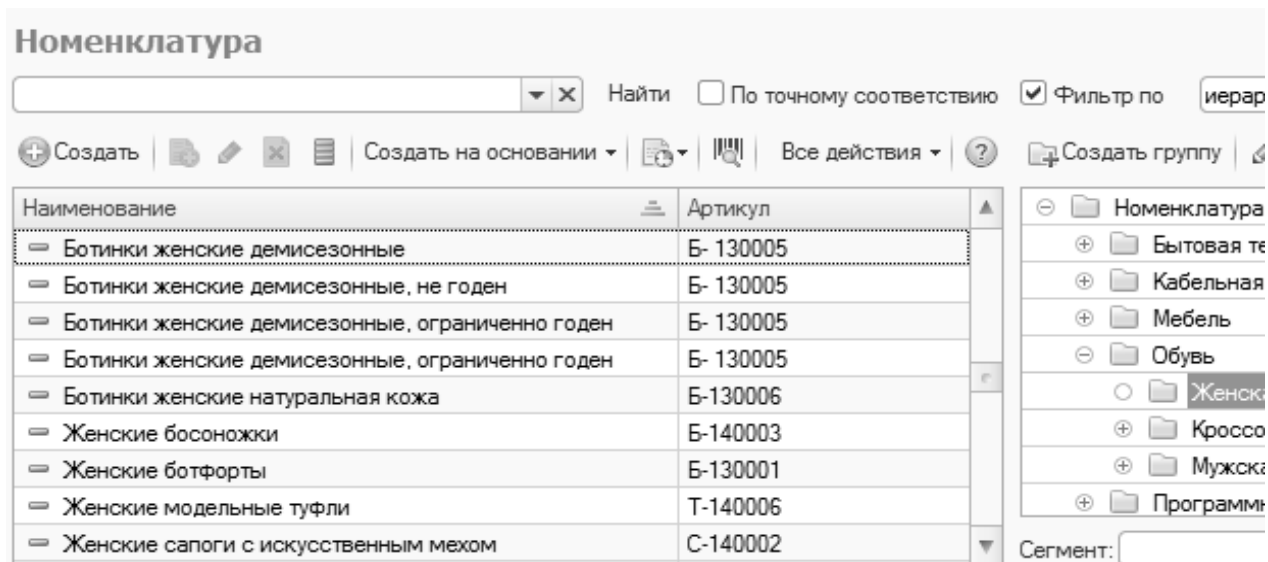 Номенклатура
Найти По точному соответствию Фильтр по иерар
Создать Создать на основании Все действия ? Создать группу
Наименование Артикул
Ботинки женские демисезонные Б- 130005
Ботинки женские демисезонные, не годен Б- 130005
Ботинки женские демисезонные, ограниченно годен Б- 130005
Ботинки женские демисезонные, ограниченно годен Б- 130005
Ботинки женские натуральная кожа Б-130006
Женские босоножки Б-140003
Женские ботфорты Б-130001
Женские модельные туфли Т-140006
Женские сапоги с искусственным мехом С-140002
Номенклатура
Бытовая те
Кабельная
Мебель
Обувь
Женска
Кроссо
Мужска
Программн
Сегмент: